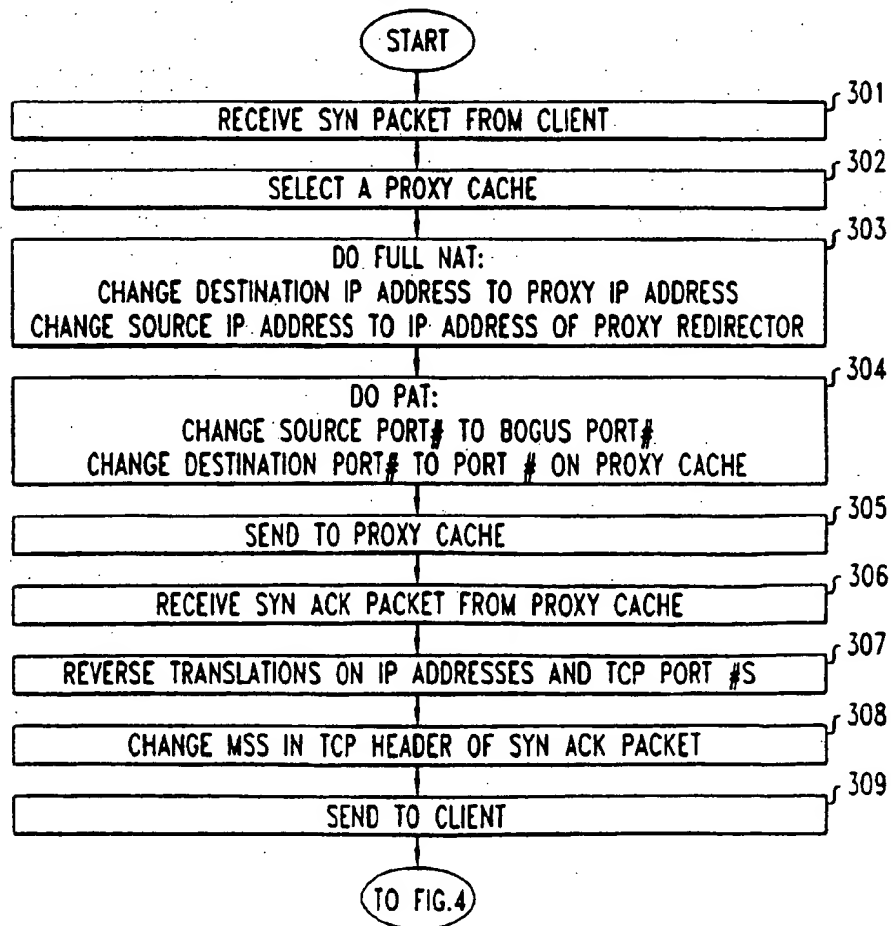 START
301
RECEIVE SYN PACKET FROM CLIENT
302
SELECT A PROXY CACHE
303
DO FULL NAT:
CHANGE DESTINATION IP ADDRESS TO PROXY IP ADDRESS
CHANGE SOURCE IP ADDRESS TO IP ADDRESS OF PROXY REDIRECTOR
304
DO PAT:
CHANGE SOURCE PORT# TO BOGUS PORT#
CHANGE DESTINATION PORT# TO PORT # ON PROXY CACHE
305
SEND TO PROXY CACHE
306
RECEIVE SYN ACK PACKET FROM PROXY CACHE
307
REVERSE TRANSLATIONS ON IP ADDRESSES AND TCP PORT #S
308
CHANGE MSS IN TCP HEADER OF SYN ACK PACKET
309
SEND TO CLIENT
TO FIG.4